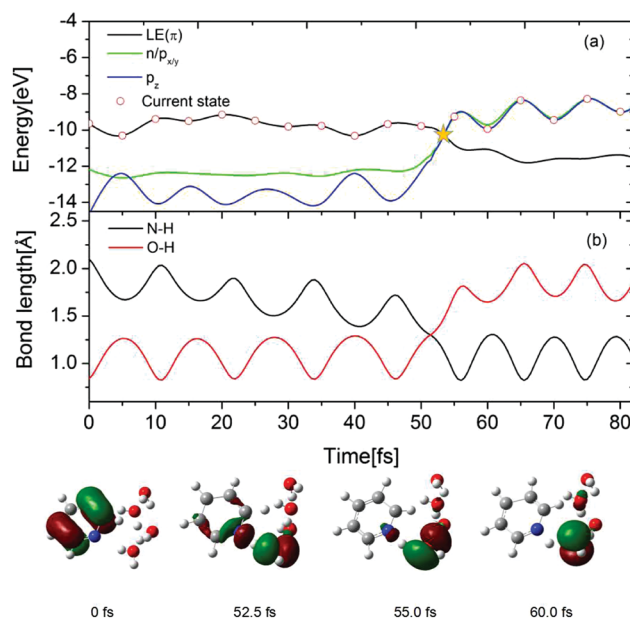 -4
LE(π)
(a)
n/p x/y
-6
p z
-8
Current state
Energy[eV]
-10
-12
-14
2.5
N-H
(b)
O-H
2.0
Bond length[Å]
1.5
1.0
0 10 20 30 40 50 60 70 80
Time[fs]
0 fs 52.5 fs 55.0 fs 60.0 fs